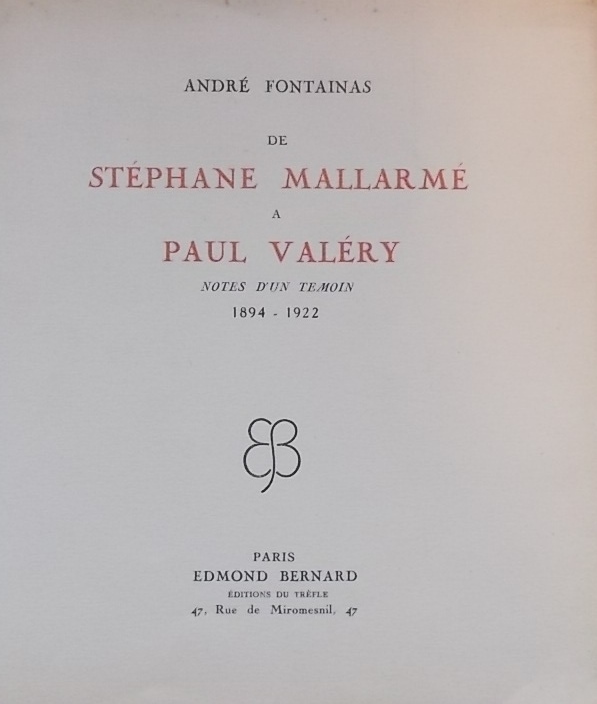 ANDRÉ FONTAINAS
DE
STÉPHANE MALLARMÉ
A
PAUL VALÉRY
NOTES D'UN TEMOIN
1894 - 1922
PARIS
EDMOND BERNARD
ÉDITIONS DU TRÈFLE
47, Rue de Miromesnil, 47